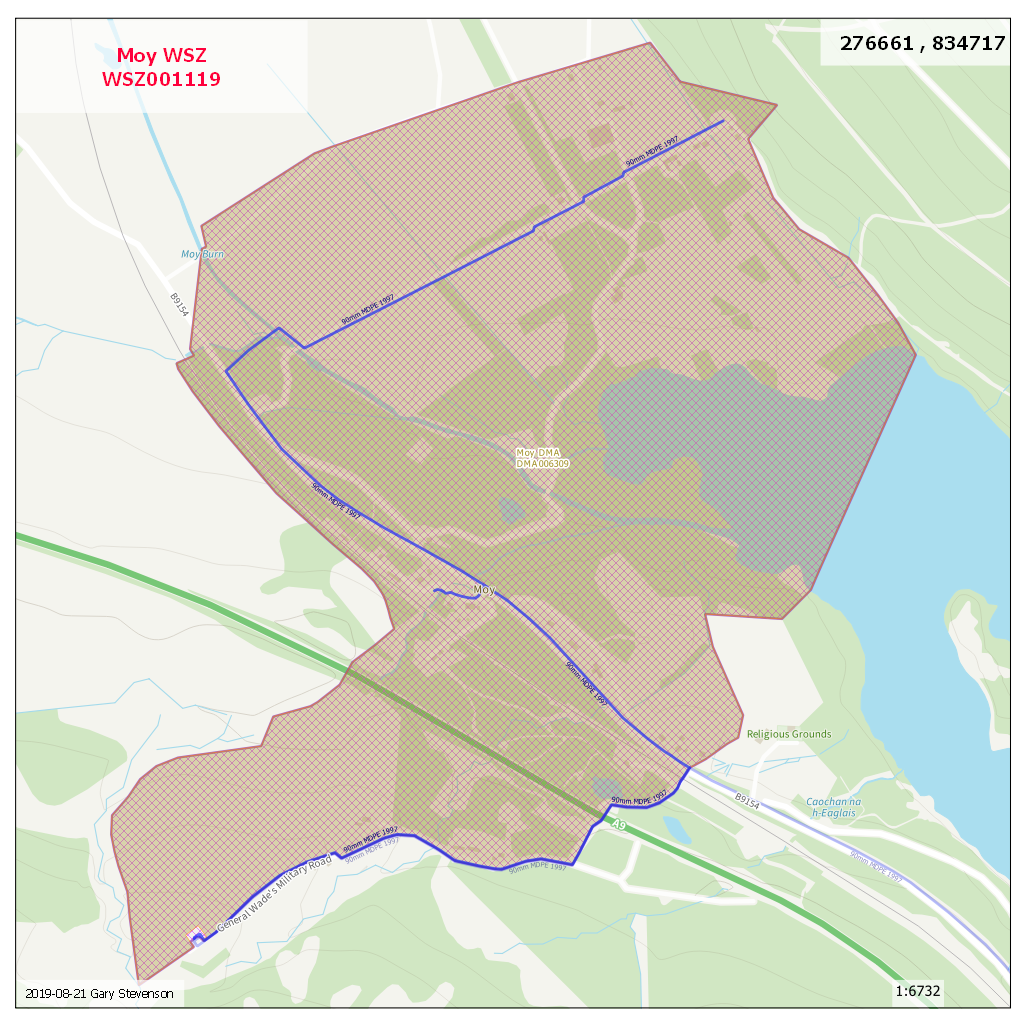 Moy WSZ
WSZ001119
276661 , 834717
90mm MDPE 1997
Moy Burn
B9154
90mm MDPE 1997
Moy DMA
DMA006309
90mm MDPE 1997
Moy
90mm MDPE 1997
Religious Grounds
90mm MDPE 1997
B9154
Caochan na
h-Eaglais
A9
90mm MDPE 1997
90mm MDPE 1997
90mm MDPE 1997
90mm MDPE 1997
General Wade's Military Road
2019-08-21 Gary Stevenson
1:6732